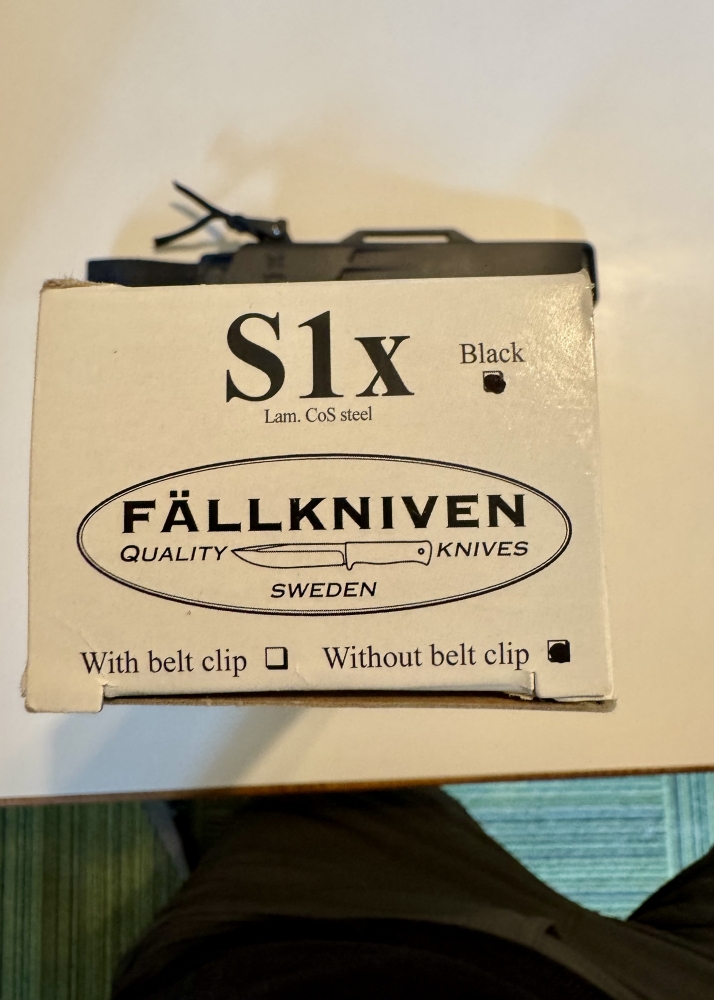 S1x
Black
Lam. CoS steel
FÄLLKNIVEN
QUALITY KNIVES
SWEDEN
With belt clip Without belt clip